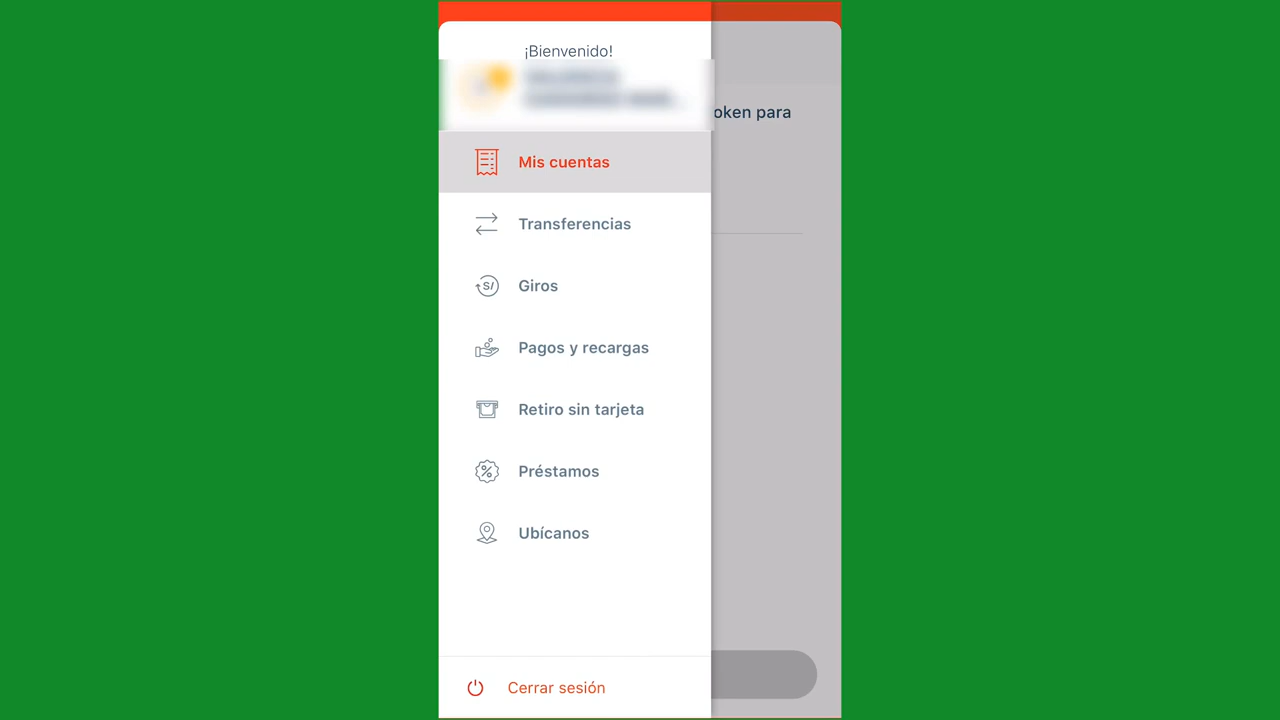 ¡Bienvenido!
oken para
Mis cuentas
Transferencias
S/
Giros
Pagos y recargas
Retiro sin tarjeta
%
Préstamos
Ubícanos
Cerrar sesión